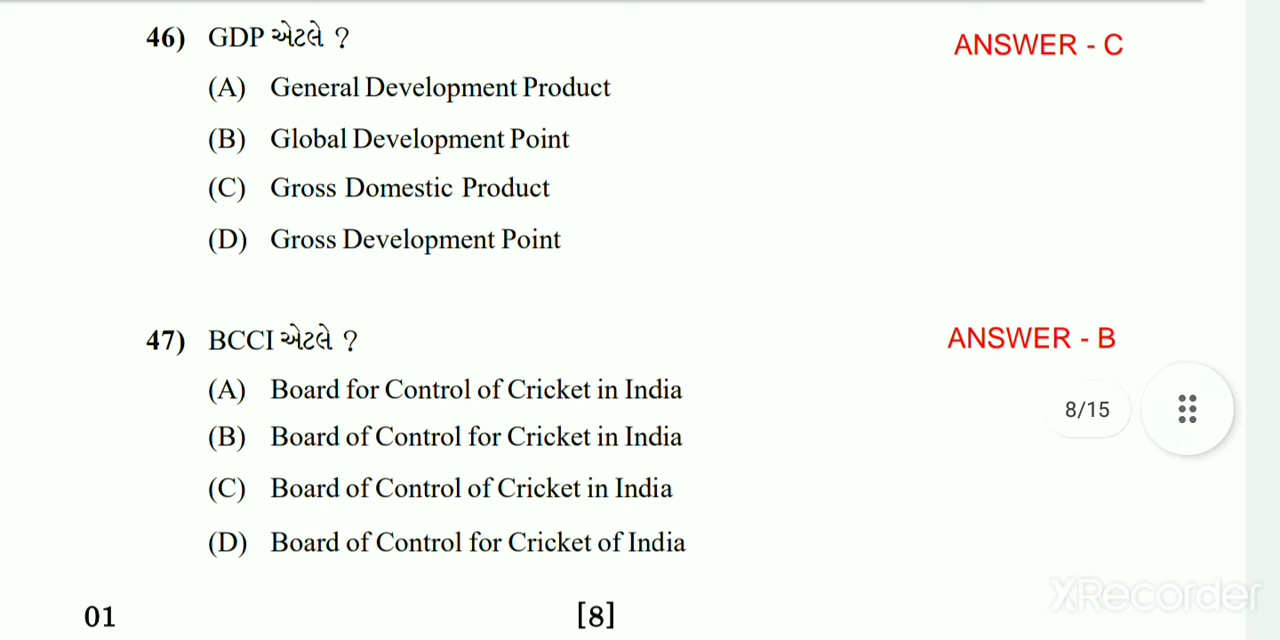 46) GDP એટલે ? ANSWER - C
(A) General Development Product
(B) Global Development Point
(C) Gross Domestic Product
(D) Gross Development Point
47) BCCI એટલે ? ANSWER - B
(A) Board for Control of Cricket in India
(B) Board of Control for Cricket in India
8/15
(C) Board of Control of Cricket in India
(D) Board of Control for Cricket of India
XRecorder
01 [8]